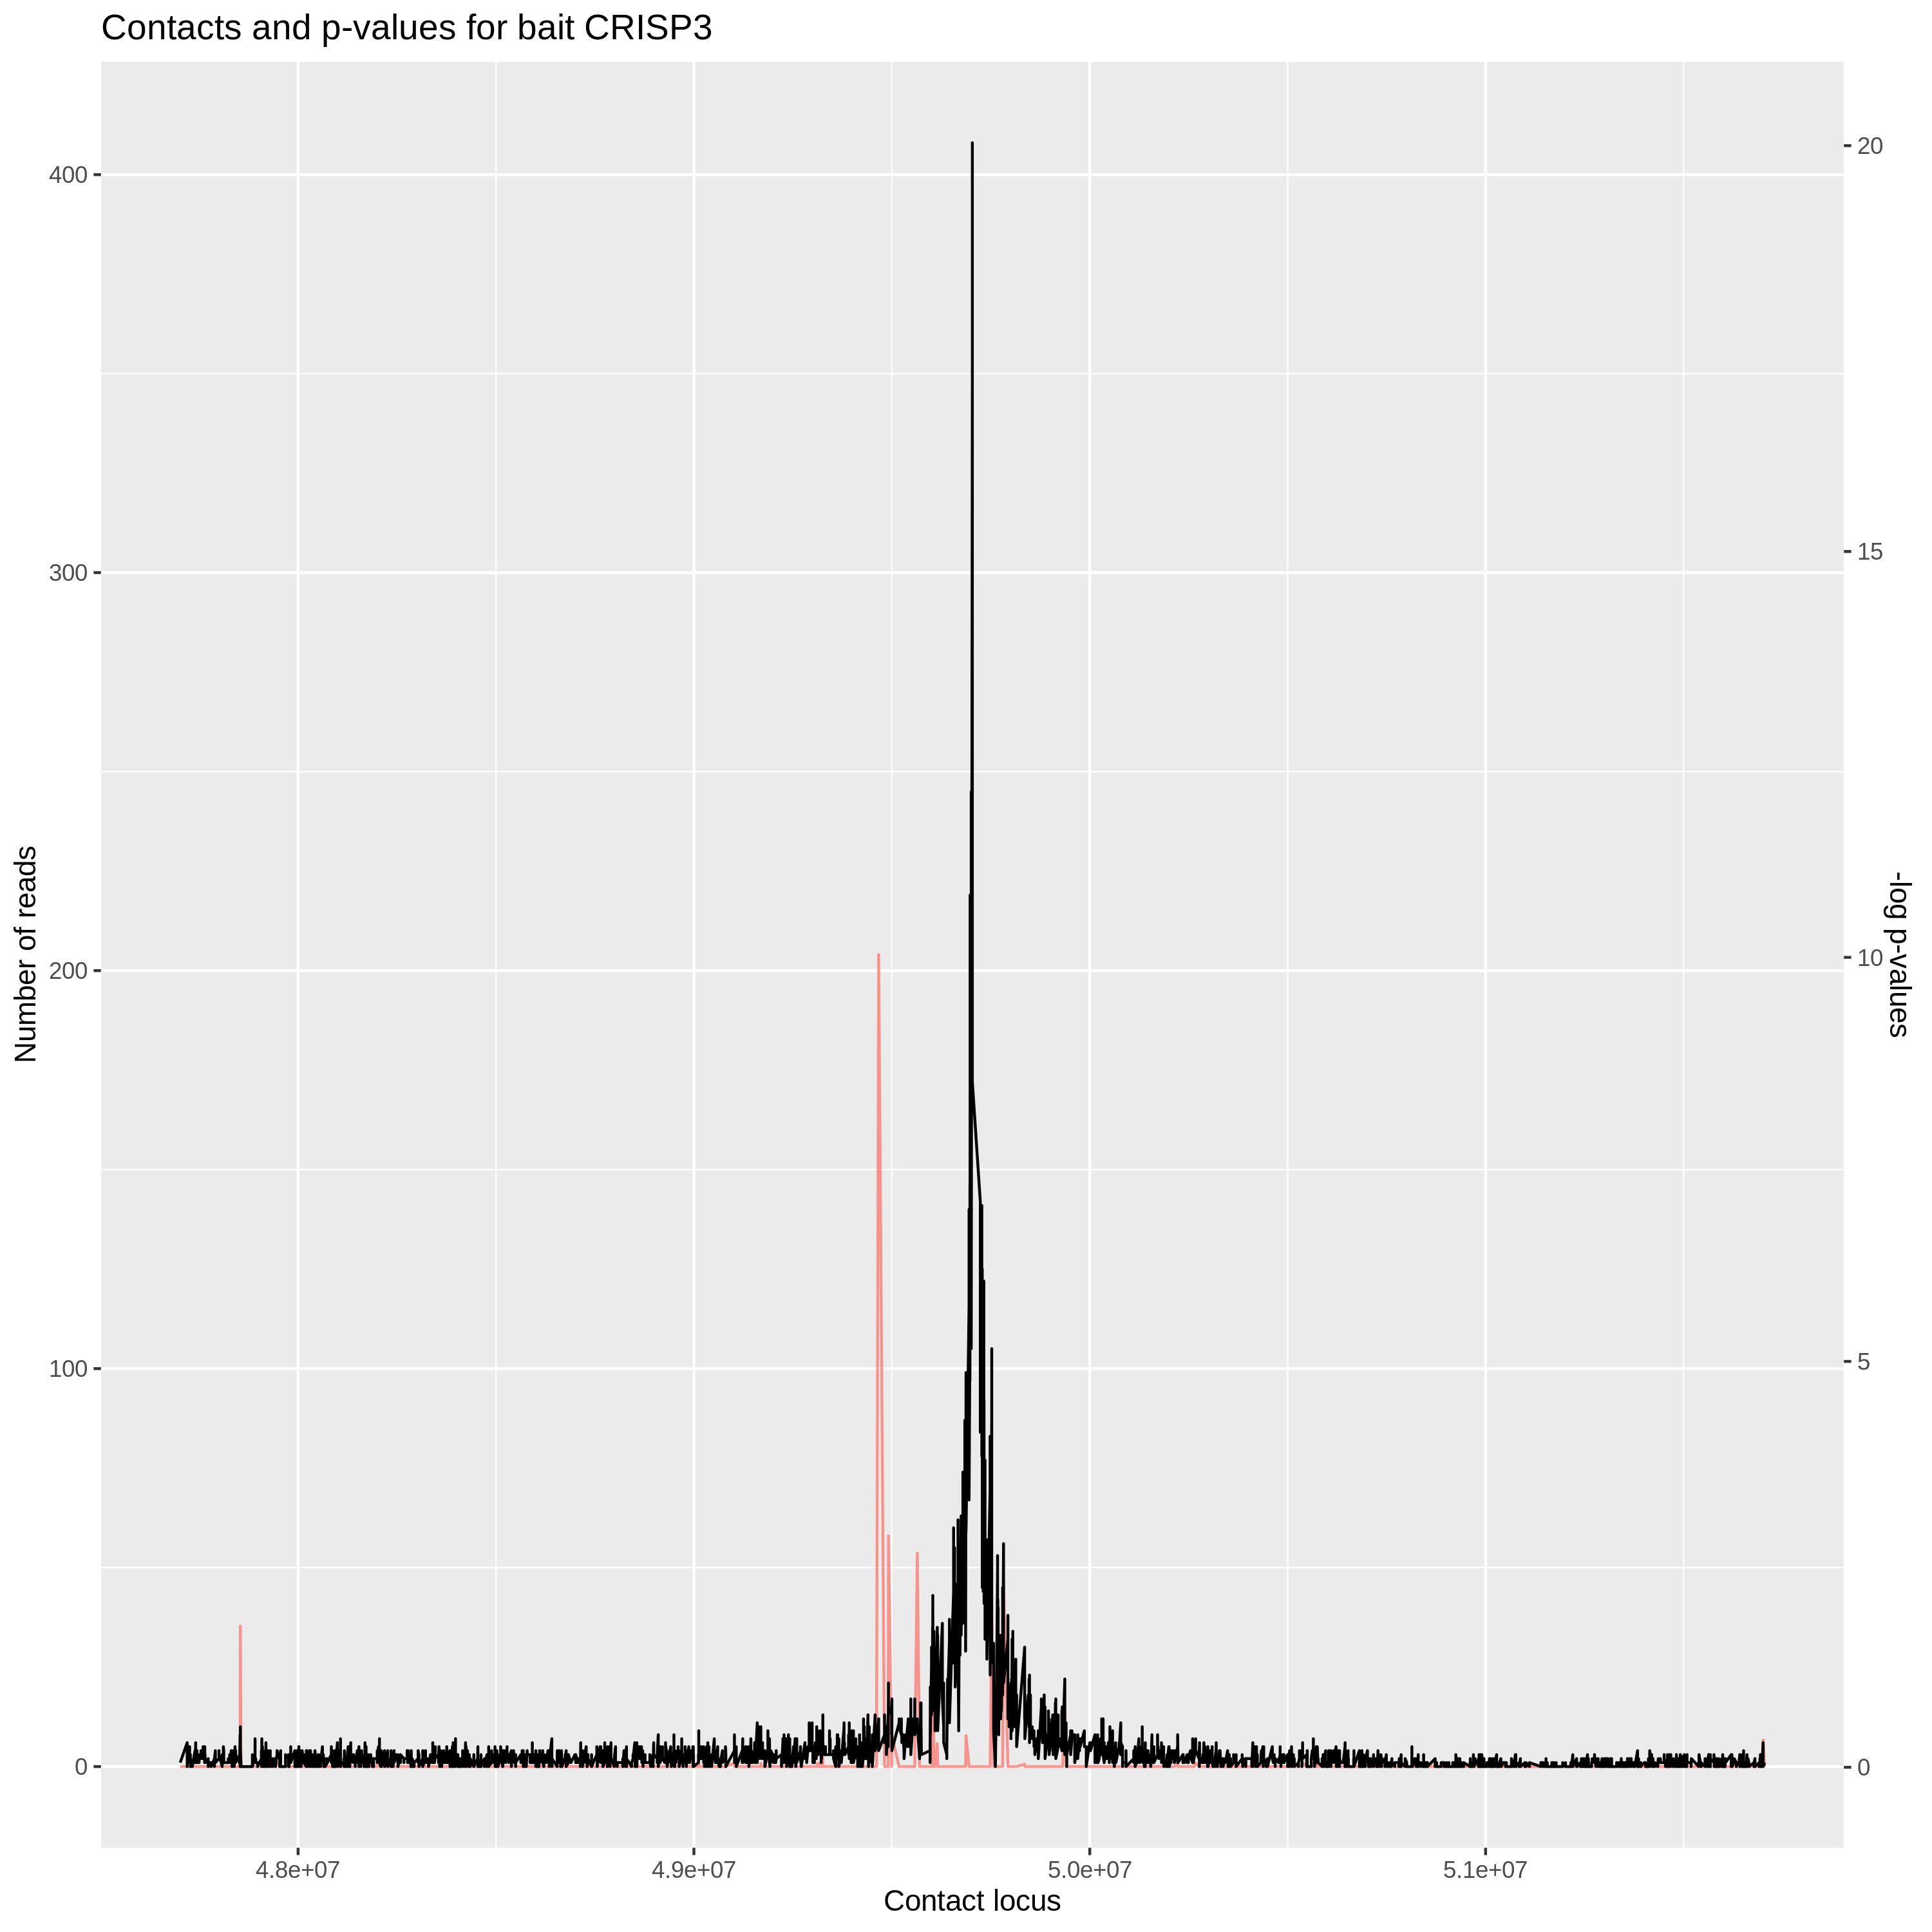 Contacts and p-values for bait CRISP3
400
300
200
100
0
Number of reads
20
15
10
5
0
-log p-values
4.8e+07
4.9e+07
5.0e+07
5.1e+07
Contact locus